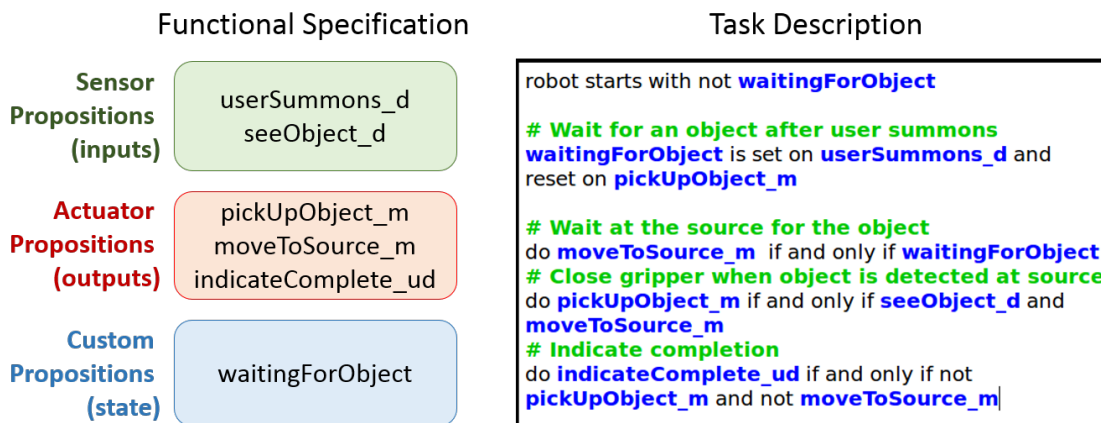 Functional Specification
Sensor
Propositions
(inputs)
userSummons_d
seeObject_d
Actuator
Propositions
(outputs)
pickUpObject_m
moveToSource_m
indicateComplete_ud
Custom
Propositions
(state)
waitingForObject
Task Description
robot starts with not waitingForObject
# Wait for an object after user summons
waitingForObject is set on userSummons_d and
reset on pickUpObject_m
# Wait at the source for the object
do moveToSource_m if and only if waitingForObject
# Close gripper when object is detected at source
do pickUpObject_m if and only if seeObject_d and
moveToSource_m
# Indicate completion
do indicateComplete_ud if and only if not
pickUpObject_m and not moveToSource_m